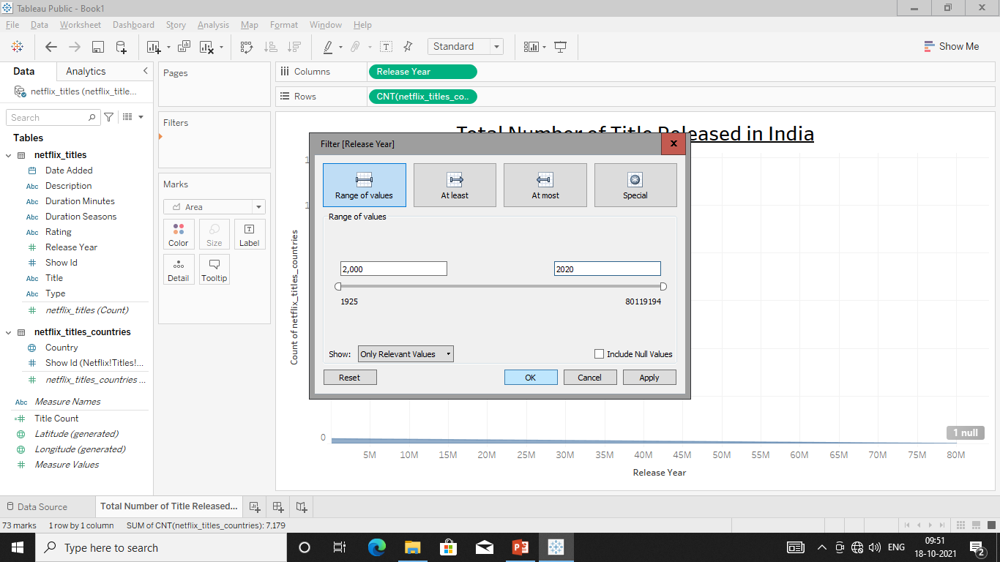 Tableau Public - Book1
File Data Worksheet Dashboard Story Analysis Map Format Window Help
Standard
Show Me
Data Analytics
netflix_titles (netflix_title...
Search
Tables
netflix_titles
Date Added
Abc Description
Abc Duration Minutes
Abc Duration Seasons
Abc Rating
Release Year
Show Id
Abc Title
Abc Type
netflix_titles (Count)
netflix_titles_countries
Country
Show Id (Netflix!Titles!...
netflix_titles_countries ...
Abc Measure Names
Title Count
Latitude (generated)
Longitude (generated)
Measure Values
Pages
Filters
Marks
Area
Color Size Label
Detail Tooltip
Columns Release Year
Rows CNT(netflix_titles_co..
Total Number of Title Released in India
Filter [Release Year]
Range of values At least At most Special
Range of values
2,000 2020
1925 80119194
Show: Only Relevant Values Include Null Values
Reset OK Cancel Apply
Count of netflix_titles_countries
0
1 null
5M 10M 15M 20M 25M 30M 35M 40M 45M 50M 55M 60M 65M 70M 75M 80M
Release Year
Data Source Total Number of Title Released...
73 marks 1 row by 1 column SUM of CNT(netflix_titles_countries): 7,179
Type here to search
ENG
09:51
18-10-2021
2